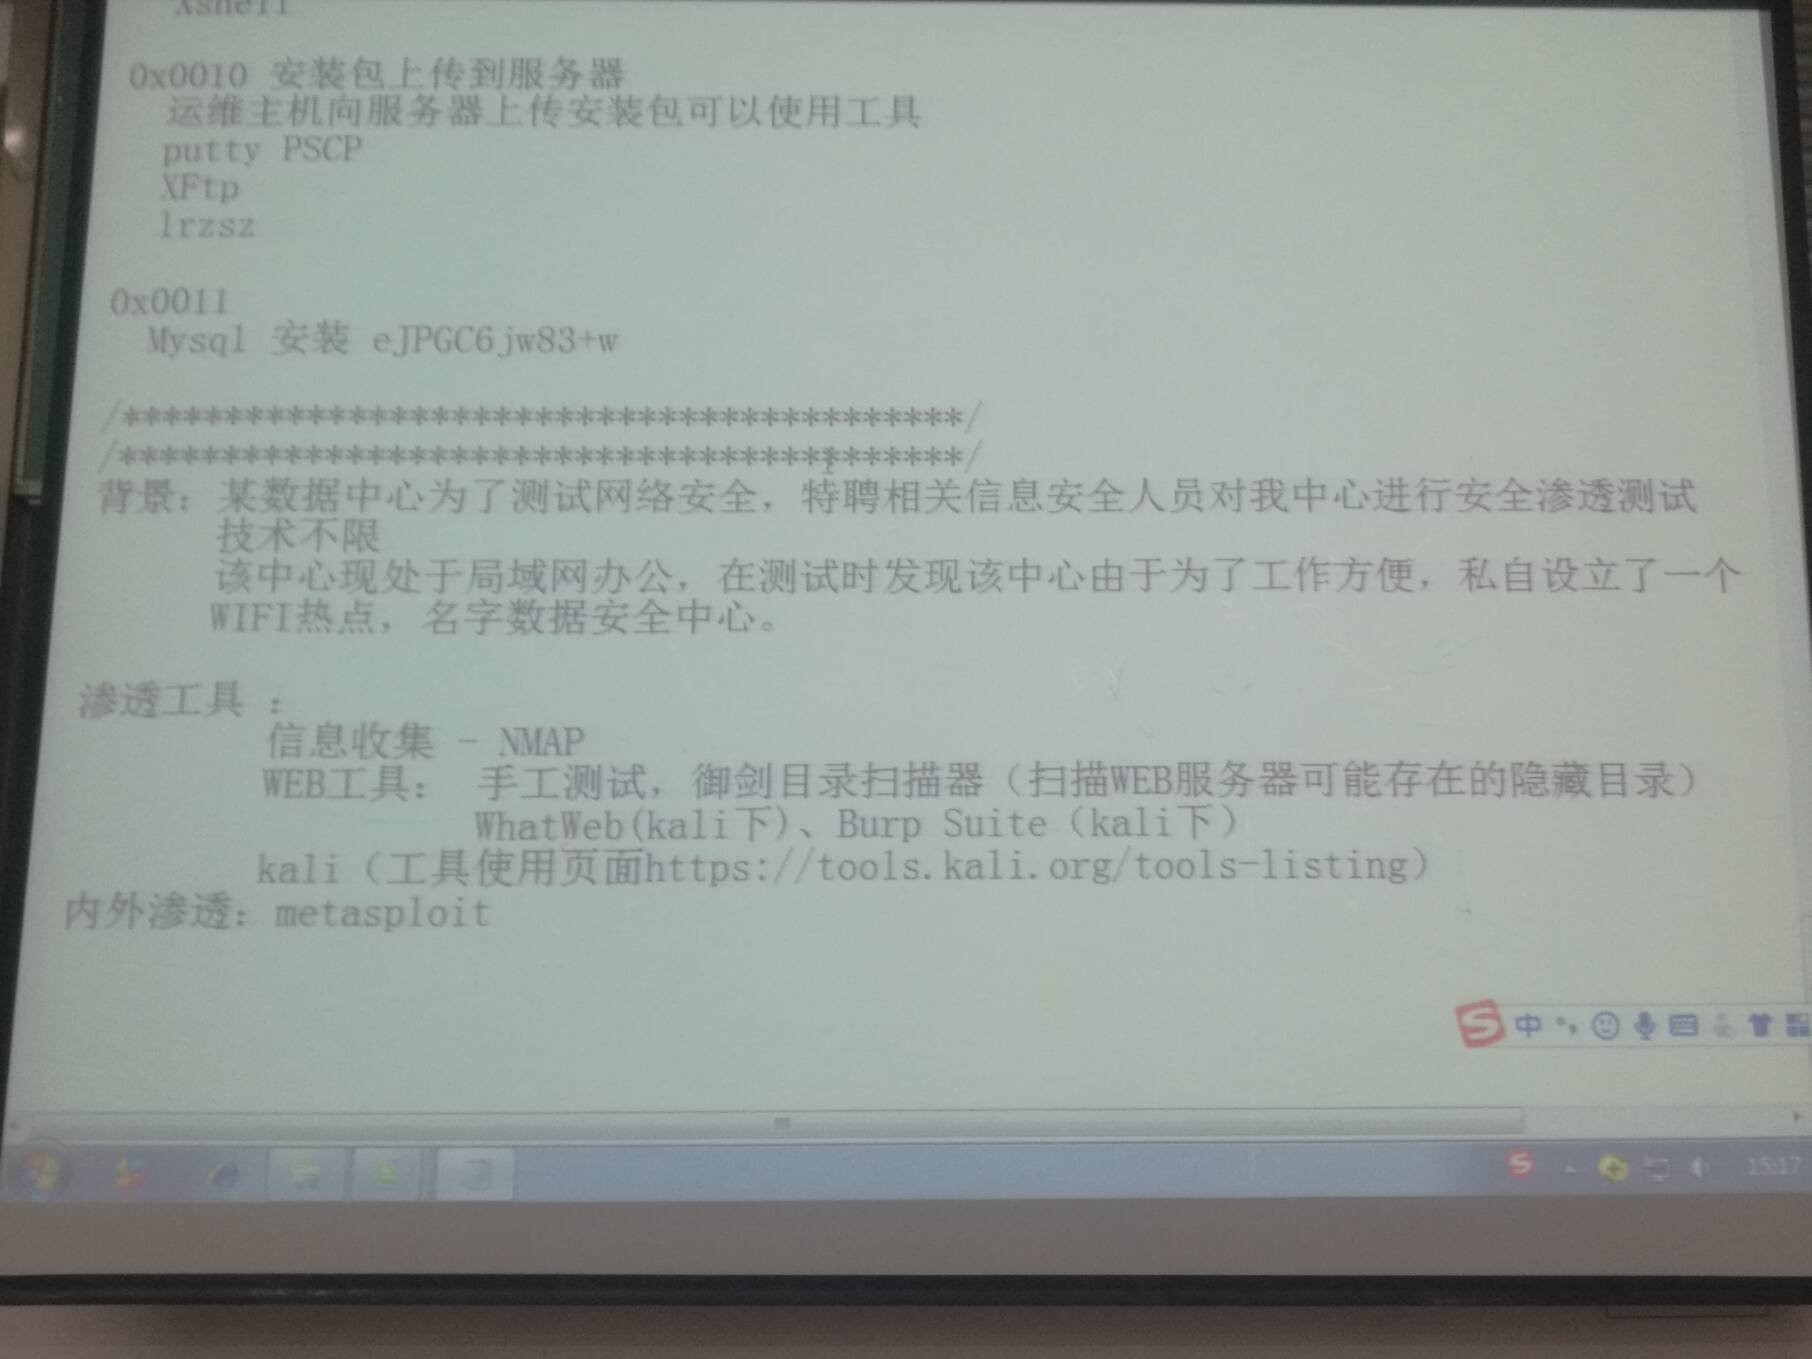 Xshell
0x0010 安装包上传到服务器
运维主机向服务器上传安装包可以使用工具
putty PSCP
XFtp
lrzsz
0x0011
Mysql 安装 eJPGC6jw83+w
/*****************************************/
/*****************************************/
背景：某数据中心为了测试网络安全，特聘相关信息安全人员对我中心进行安全渗透测试
技术不限
该中心现处于局域网办公，在测试时发现该中心由于为了工作方便，私自设立了一个
WIFI热点，名字数据安全中心。
渗透工具 ：
信息收集 - NMAP
WEB工具： 手工测试，御剑目录扫描器（扫描WEB服务器可能存在的隐藏目录）
WhatWeb(kali下)、Burp Suite（kali下）
kali（工具使用页面https://tools.kali.org/tools-listing）
内外渗透：metasploit
S 中
S 15:17